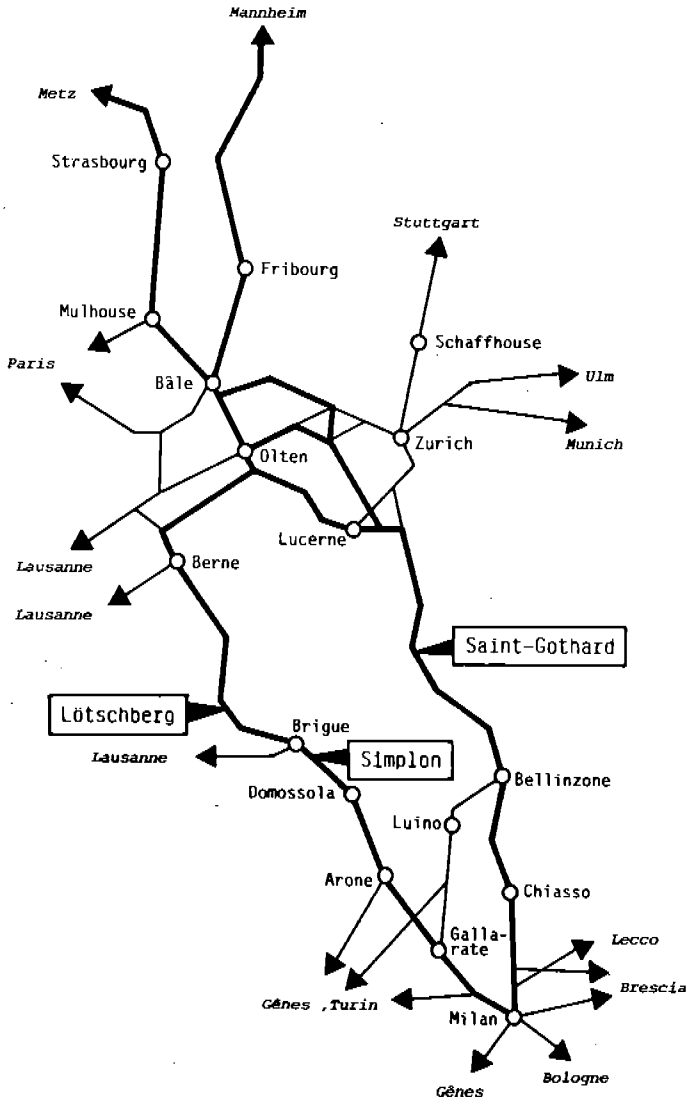 Mannheim
Metz
Strasbourg
Stuttgart
Fribourg
Mulhouse
Schaffhouse
Paris
Bâle
Ulm
Zurich
Munich
Olten
Lucerne
Lausanne
Berne
Lausanne
Saint-Gothard
Lötschberg
Brigue
Lausanne
Simplon
Bellinzone
Domossola
Luino
Arone
Chiasso
Galla-
rate
Lecco
Brescia
Gênes ,Turin
Milan
Bologne
Gênes